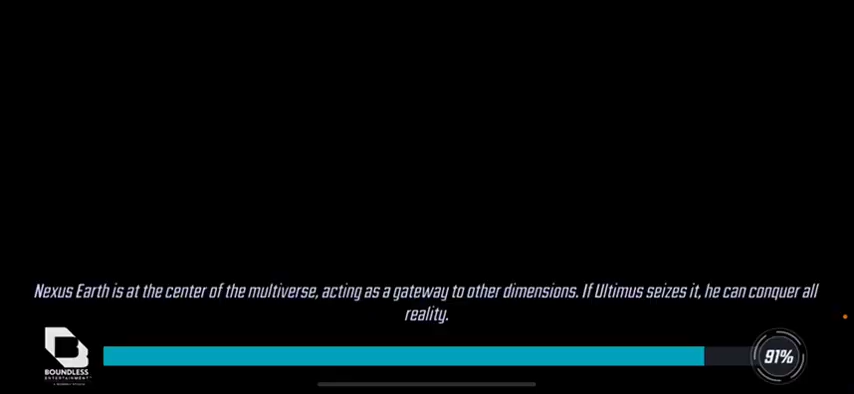 Nexus Earth is at the center of the multiverse, acting as a gateway to other dimensions. If Ultimus seizes it, he can conquer all
reality.
91%
BOUNDLESS
ENTERTAINMENT